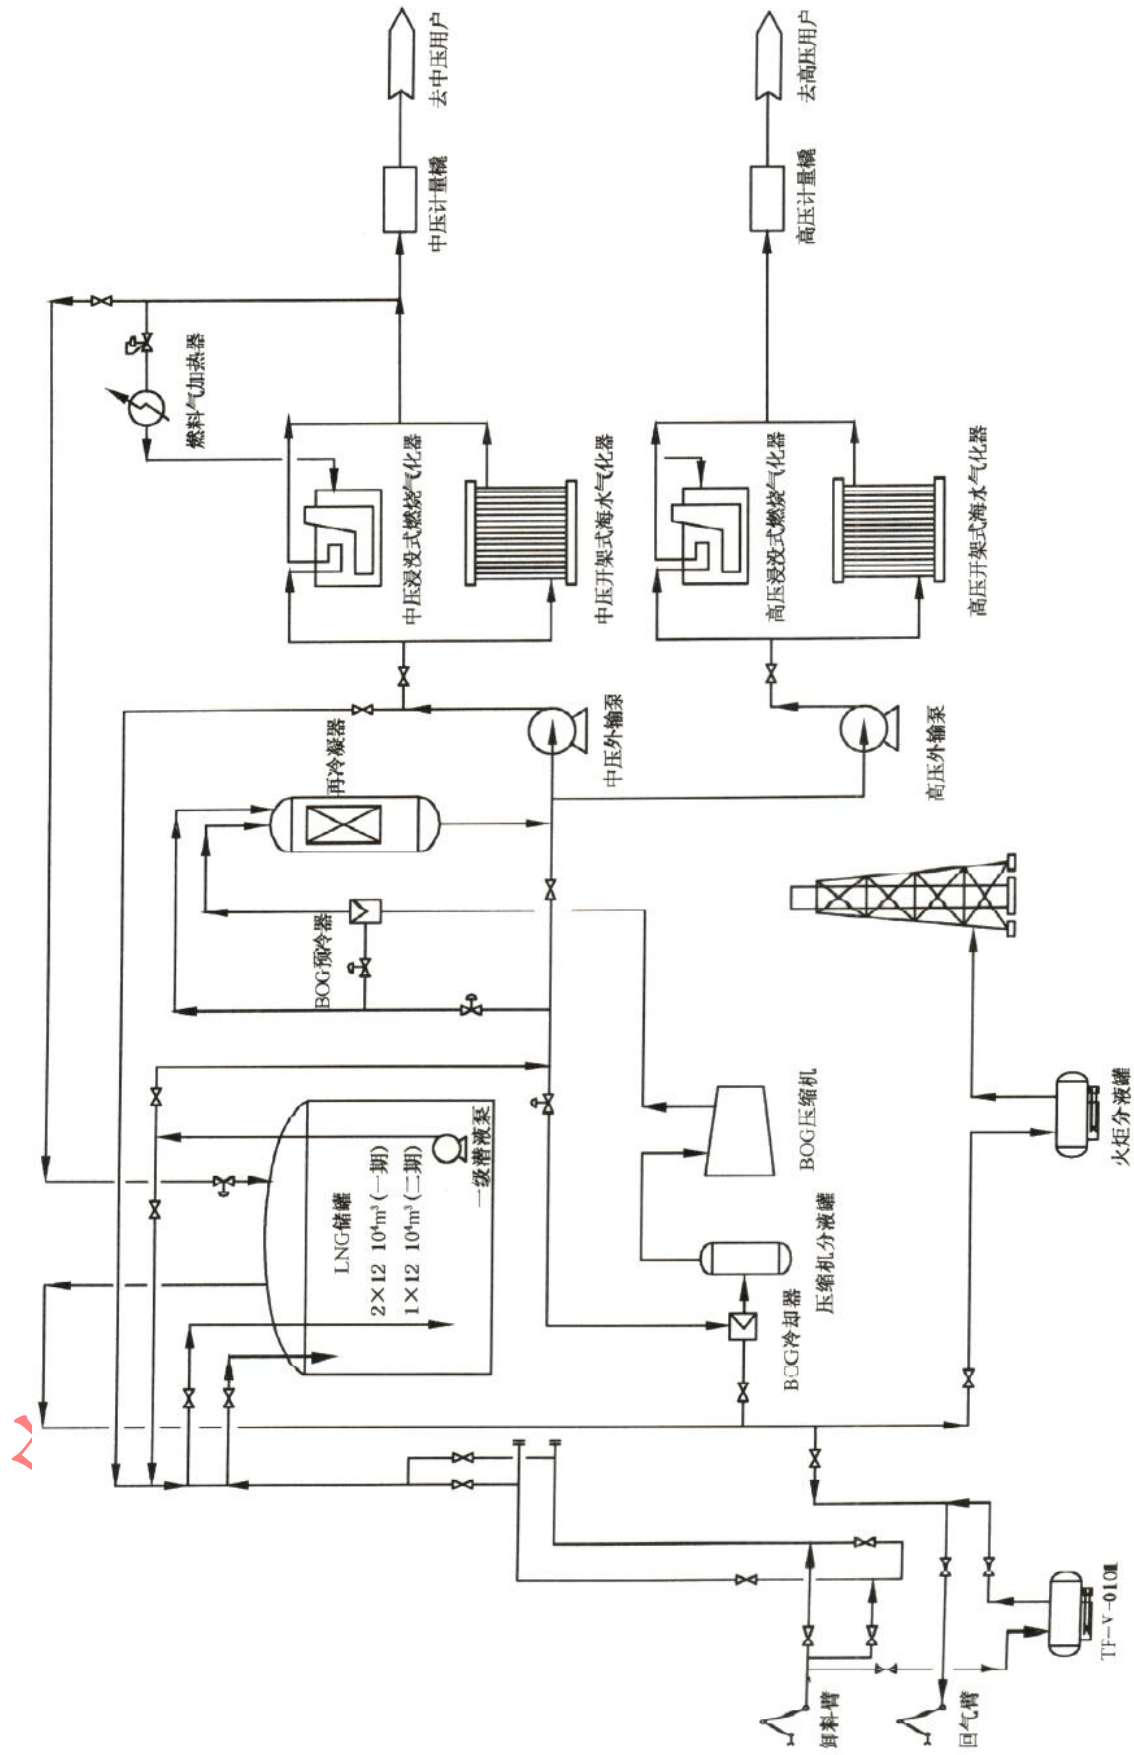 去中压用户
去高压用户
中压计量橇
高压计量橇
燃料气加热器
中压浸没式燃烧气化器
中压开架式海水气化器
高压浸没式燃烧气化器
高压开架式海水气化器
再冷凝器
中压外输泵
高压外输泵
BOG预冷器
LNG储罐
2×12 10⁴m³(一期)
1×12 10⁴m³(二期)
一级潜液泵
BOG压缩机
压缩机分液罐
BOG冷却器
火炬分液罐
卸料臂
回气臂